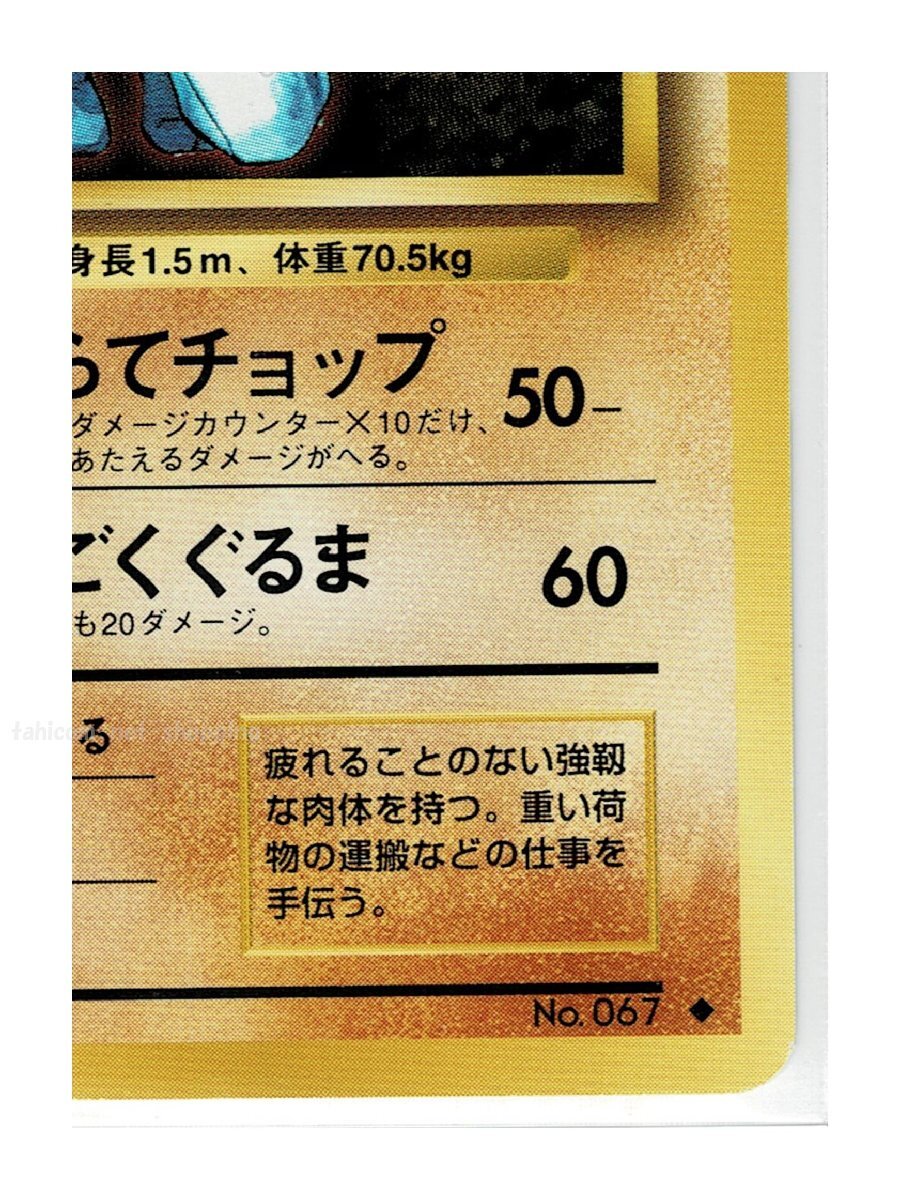 身長1.5m、体重70.5kg
らてチョップ 50−
ダメージカウンター×10だけ、
あたえるダメージがへる。
ごくぐるま 60
も20ダメージ。
る
疲れることのない強靱
な肉体を持つ。重い荷
物の運搬などの仕事を
手伝う。
No. 067 ◆